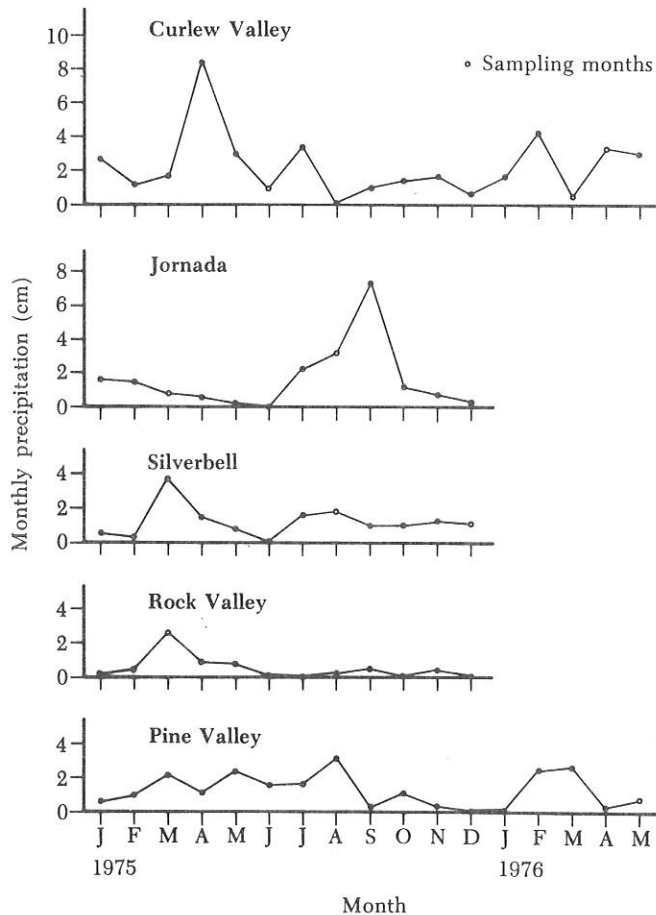 Curlew Valley
10
8
6
4
2
0
Sampling months
J F M A M J J A S O N D J F M A M
Jornada
8
6
4
2
0
J F M A M J J A S O N D
Silverbell
4
2
0
J F M A M J J A S O N D
Rock Valley
4
2
0
J F M A M J J A S O N D
Pine Valley
4
2
0
J F M A M J J A S O N D J F M A M
1975 1976
Month
Monthly precipitation (cm)